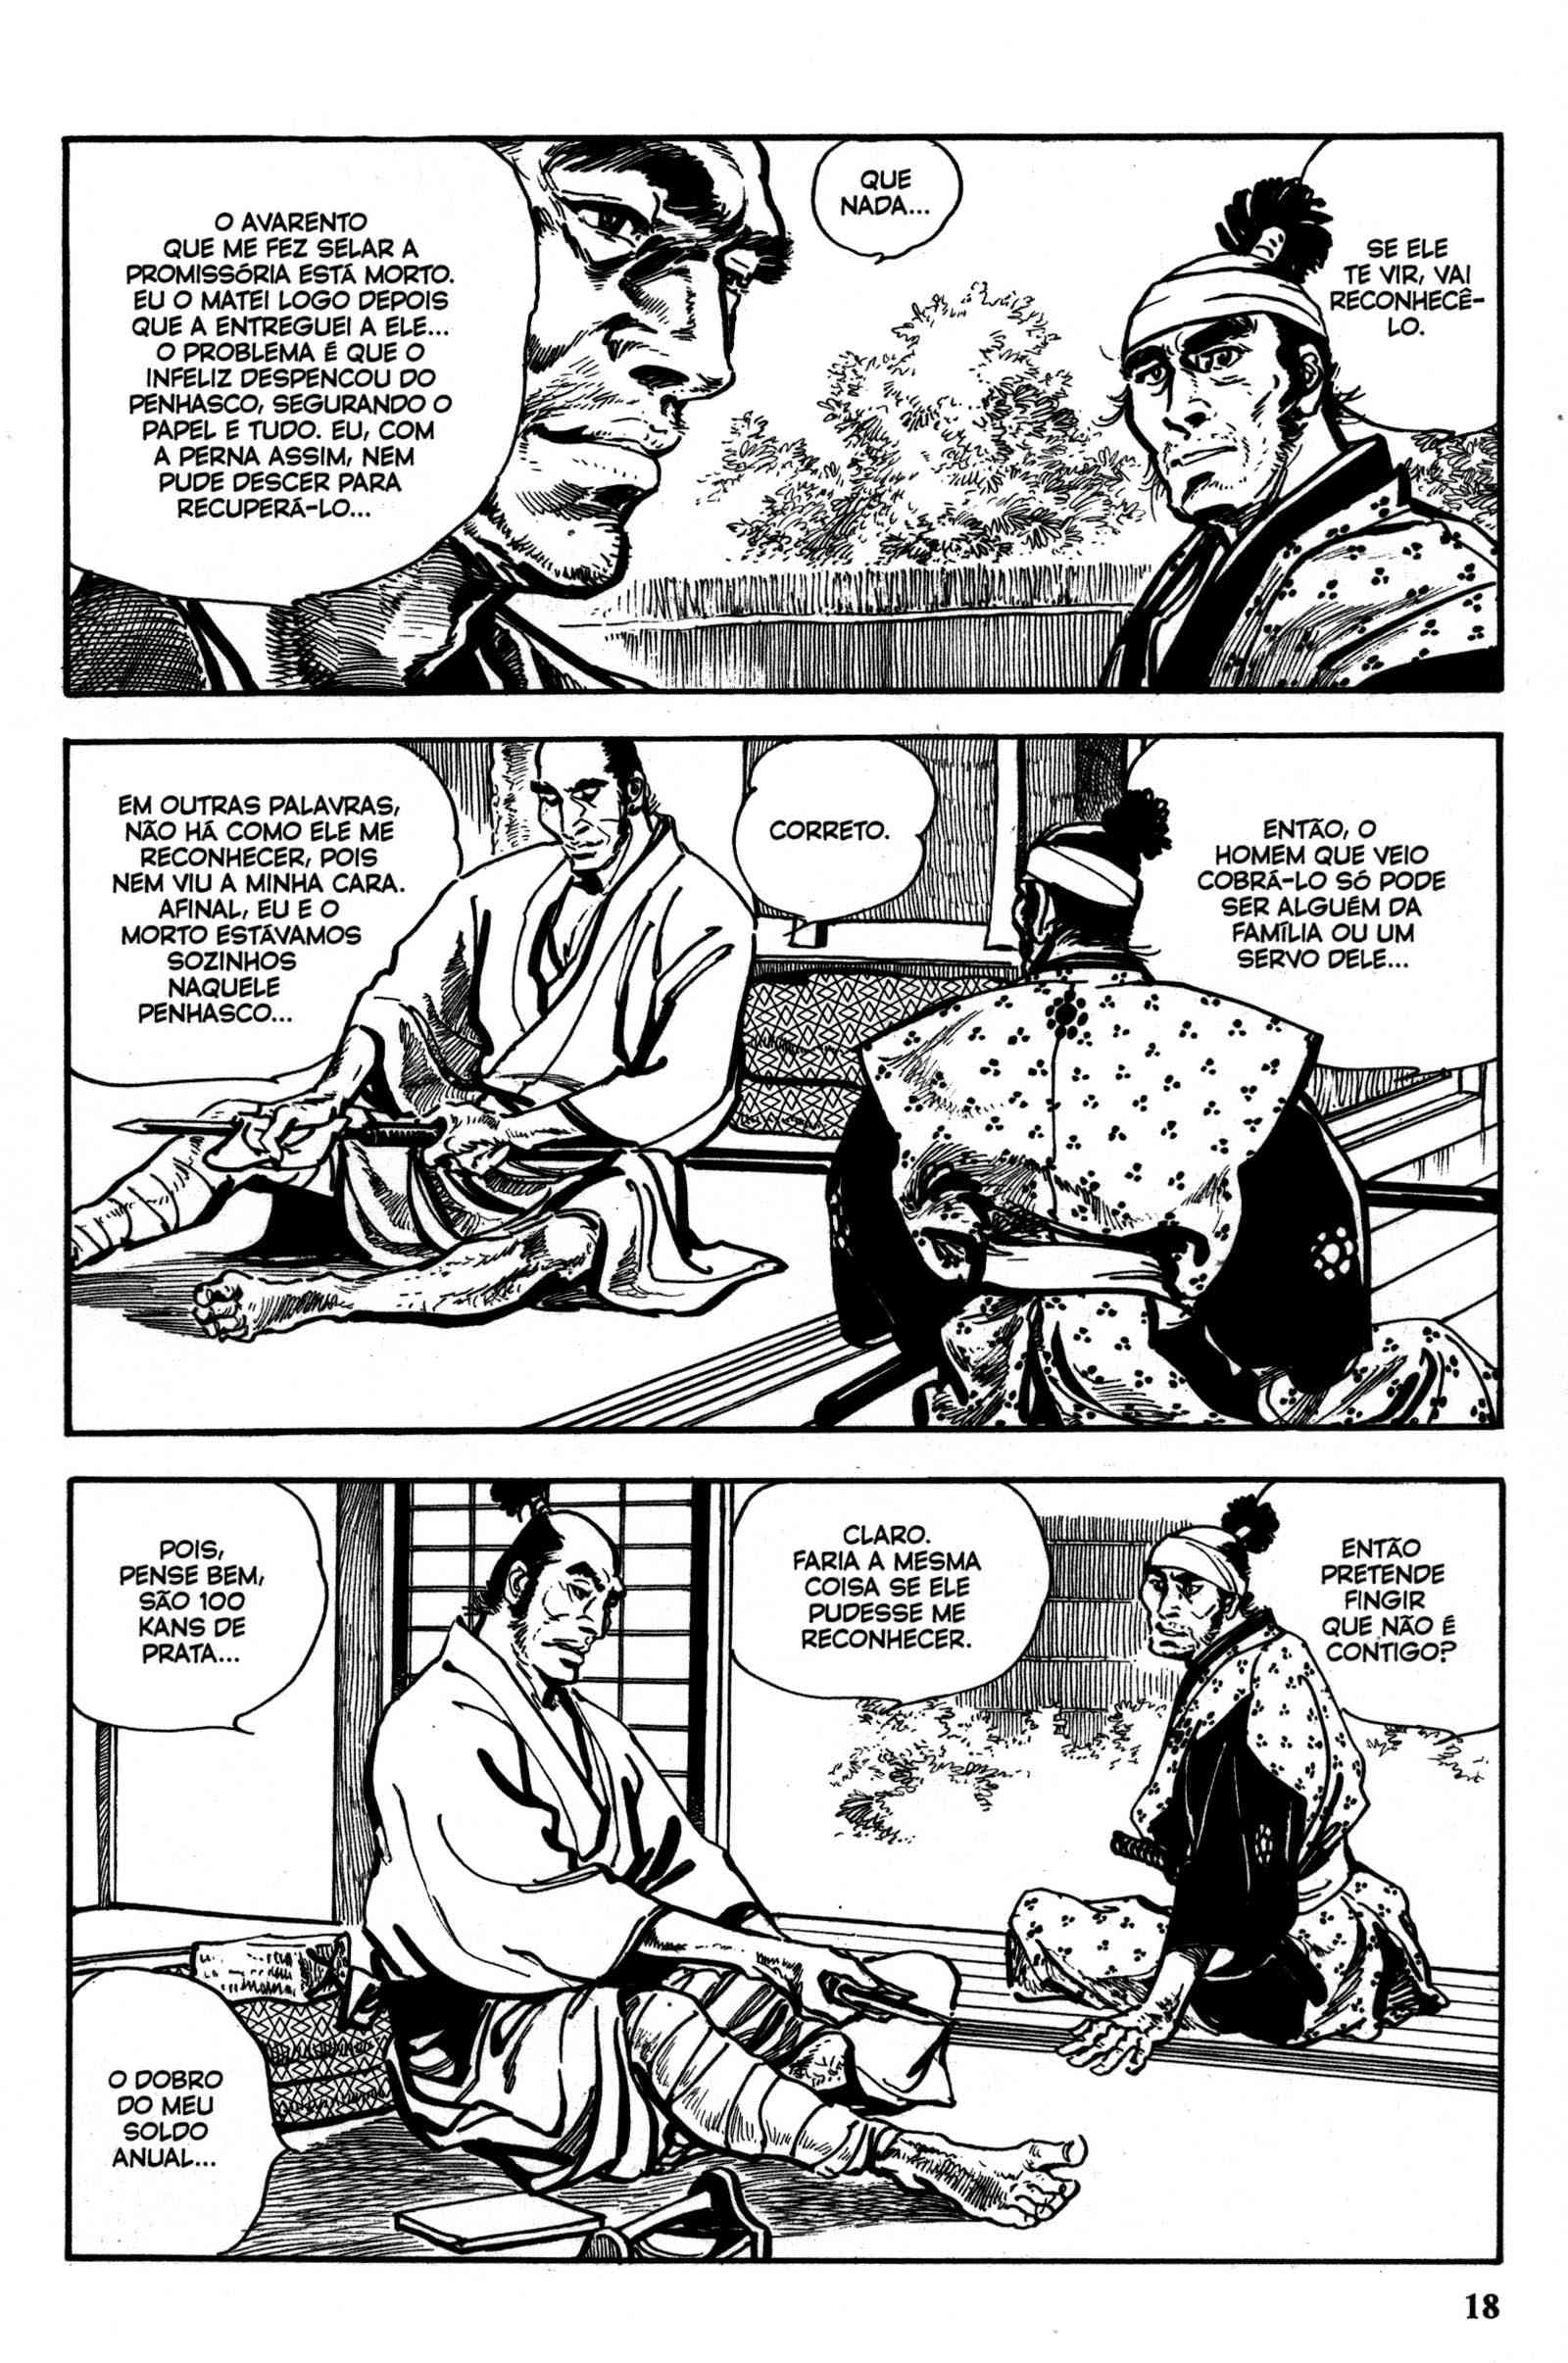 SE ELE
TE VIR, VAI
RECONHECÊ-
LO.
QUE
NADA...
O AVARENTO
QUE ME FEZ SELAR A
PROMISSÓRIA ESTÁ MORTO.
EU O MATEI LOGO DEPOIS
QUE A ENTREGUEI A ELE...
O PROBLEMA É QUE O
INFELIZ DESPENCOU DO
PENHASCO, SEGURANDO O
PAPEL E TUDO. EU, COM
A PERNA ASSIM, NEM
PUDE DESCER PARA
RECUPERÁ-LO...
ENTÃO, O
HOMEM QUE VEIO
COBRÁ-LO SÓ PODE
SER ALGUÉM DA
FAMÍLIA OU UM
SERVO DELE...
CORRETO.
EM OUTRAS PALAVRAS,
NÃO HÁ COMO ELE ME
RECONHECER, POIS
NEM VIU A MINHA CARA.
AFINAL, EU E O
MORTO ESTÁVAMOS
SOZINHOS
NAQUELE
PENHASCO...
ENTÃO
PRETENDE
FINGIR
QUE NÃO É
CONTIGO?
CLARO.
FARIA A MESMA
COISA SE ELE
PUDESSE ME
RECONHECER.
POIS,
PENSE BEM,
SÃO 100
KANS DE
PRATA...
O DOBRO
DO MEU
SOLDO
ANUAL...
18